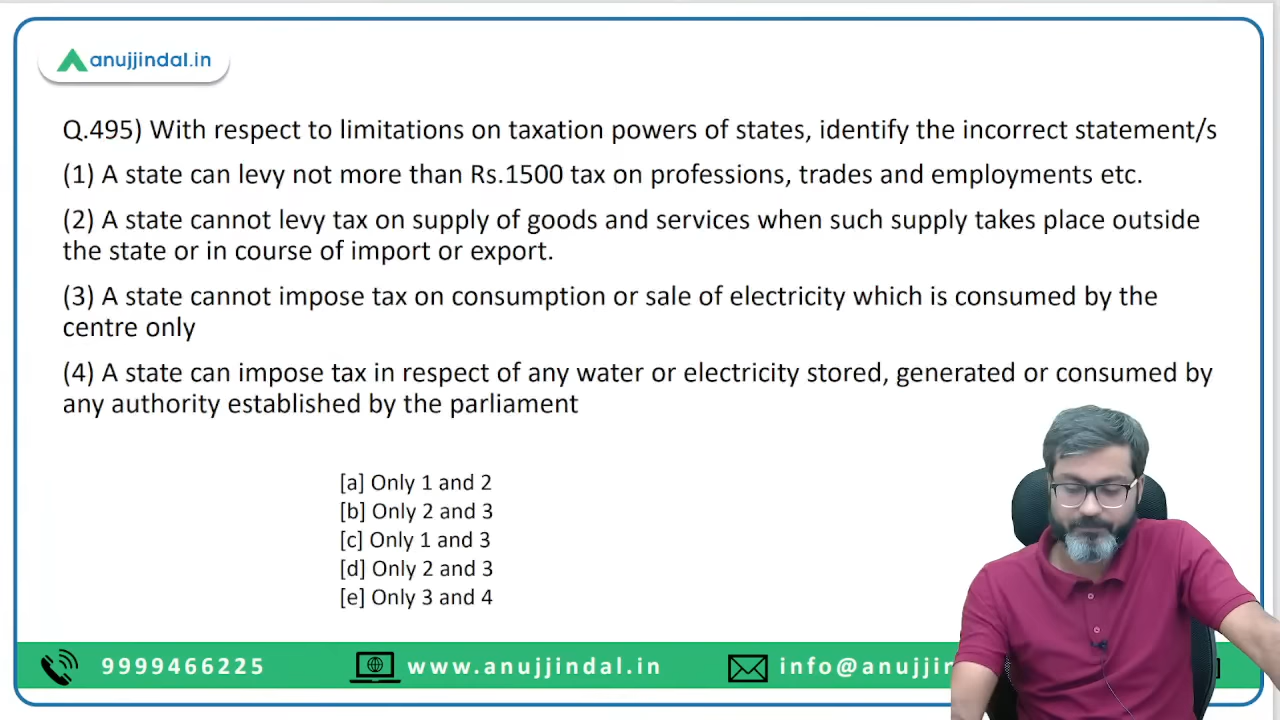 anujjindal.in
Q.495) With respect to limitations on taxation powers of states, identify the incorrect statement/s
(1) A state can levy not more than Rs.1500 tax on professions, trades and employments etc.
(2) A state cannot levy tax on supply of goods and services when such supply takes place outside
the state or in course of import or export.
(3) A state cannot impose tax on consumption or sale of electricity which is consumed by the
centre only
(4) A state can impose tax in respect of any water or electricity stored, generated or consumed by
any authority established by the parliament
[a] Only 1 and 2
[b] Only 2 and 3
[c] Only 1 and 3
[d] Only 2 and 3
[e] Only 3 and 4
9999466225 www.anujjindal.in